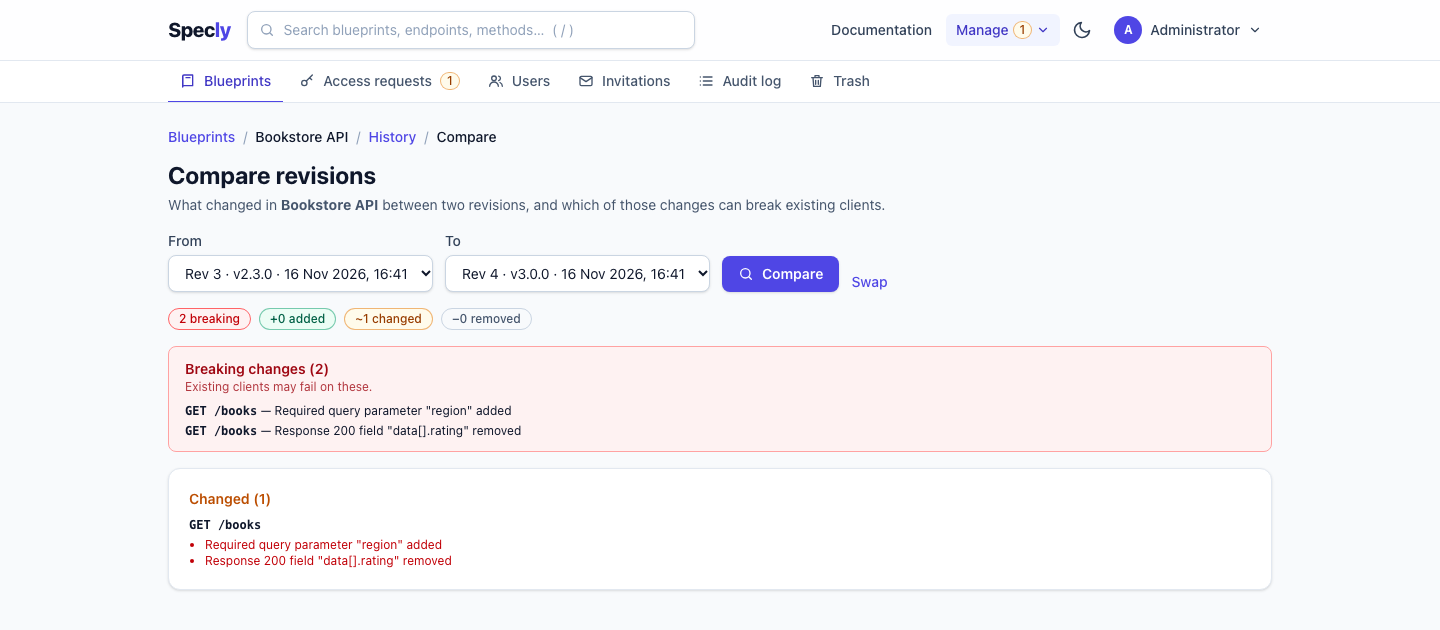 Specly
Search blueprints, endpoints, methods... ( / )
Documentation
Manage 1
A
Administrator
Blueprints
Access requests 1
Users
Invitations
Audit log
Trash
Blueprints / Bookstore API / History / Compare
Compare revisions
What changed in Bookstore API between two revisions, and which of those changes can break existing clients.
From
To
Rev 3 · v2.3.0 · 16 Nov 2026, 16:41
Rev 4 · v3.0.0 · 16 Nov 2026, 16:41
Compare
Swap
2 breaking
+0 added
~1 changed
−0 removed
Breaking changes (2)
Existing clients may fail on these.
GET /books — Required query parameter "region" added
GET /books — Response 200 field "data[].rating" removed
Changed (1)
GET /books
• Required query parameter "region" added
• Response 200 field "data[].rating" removed